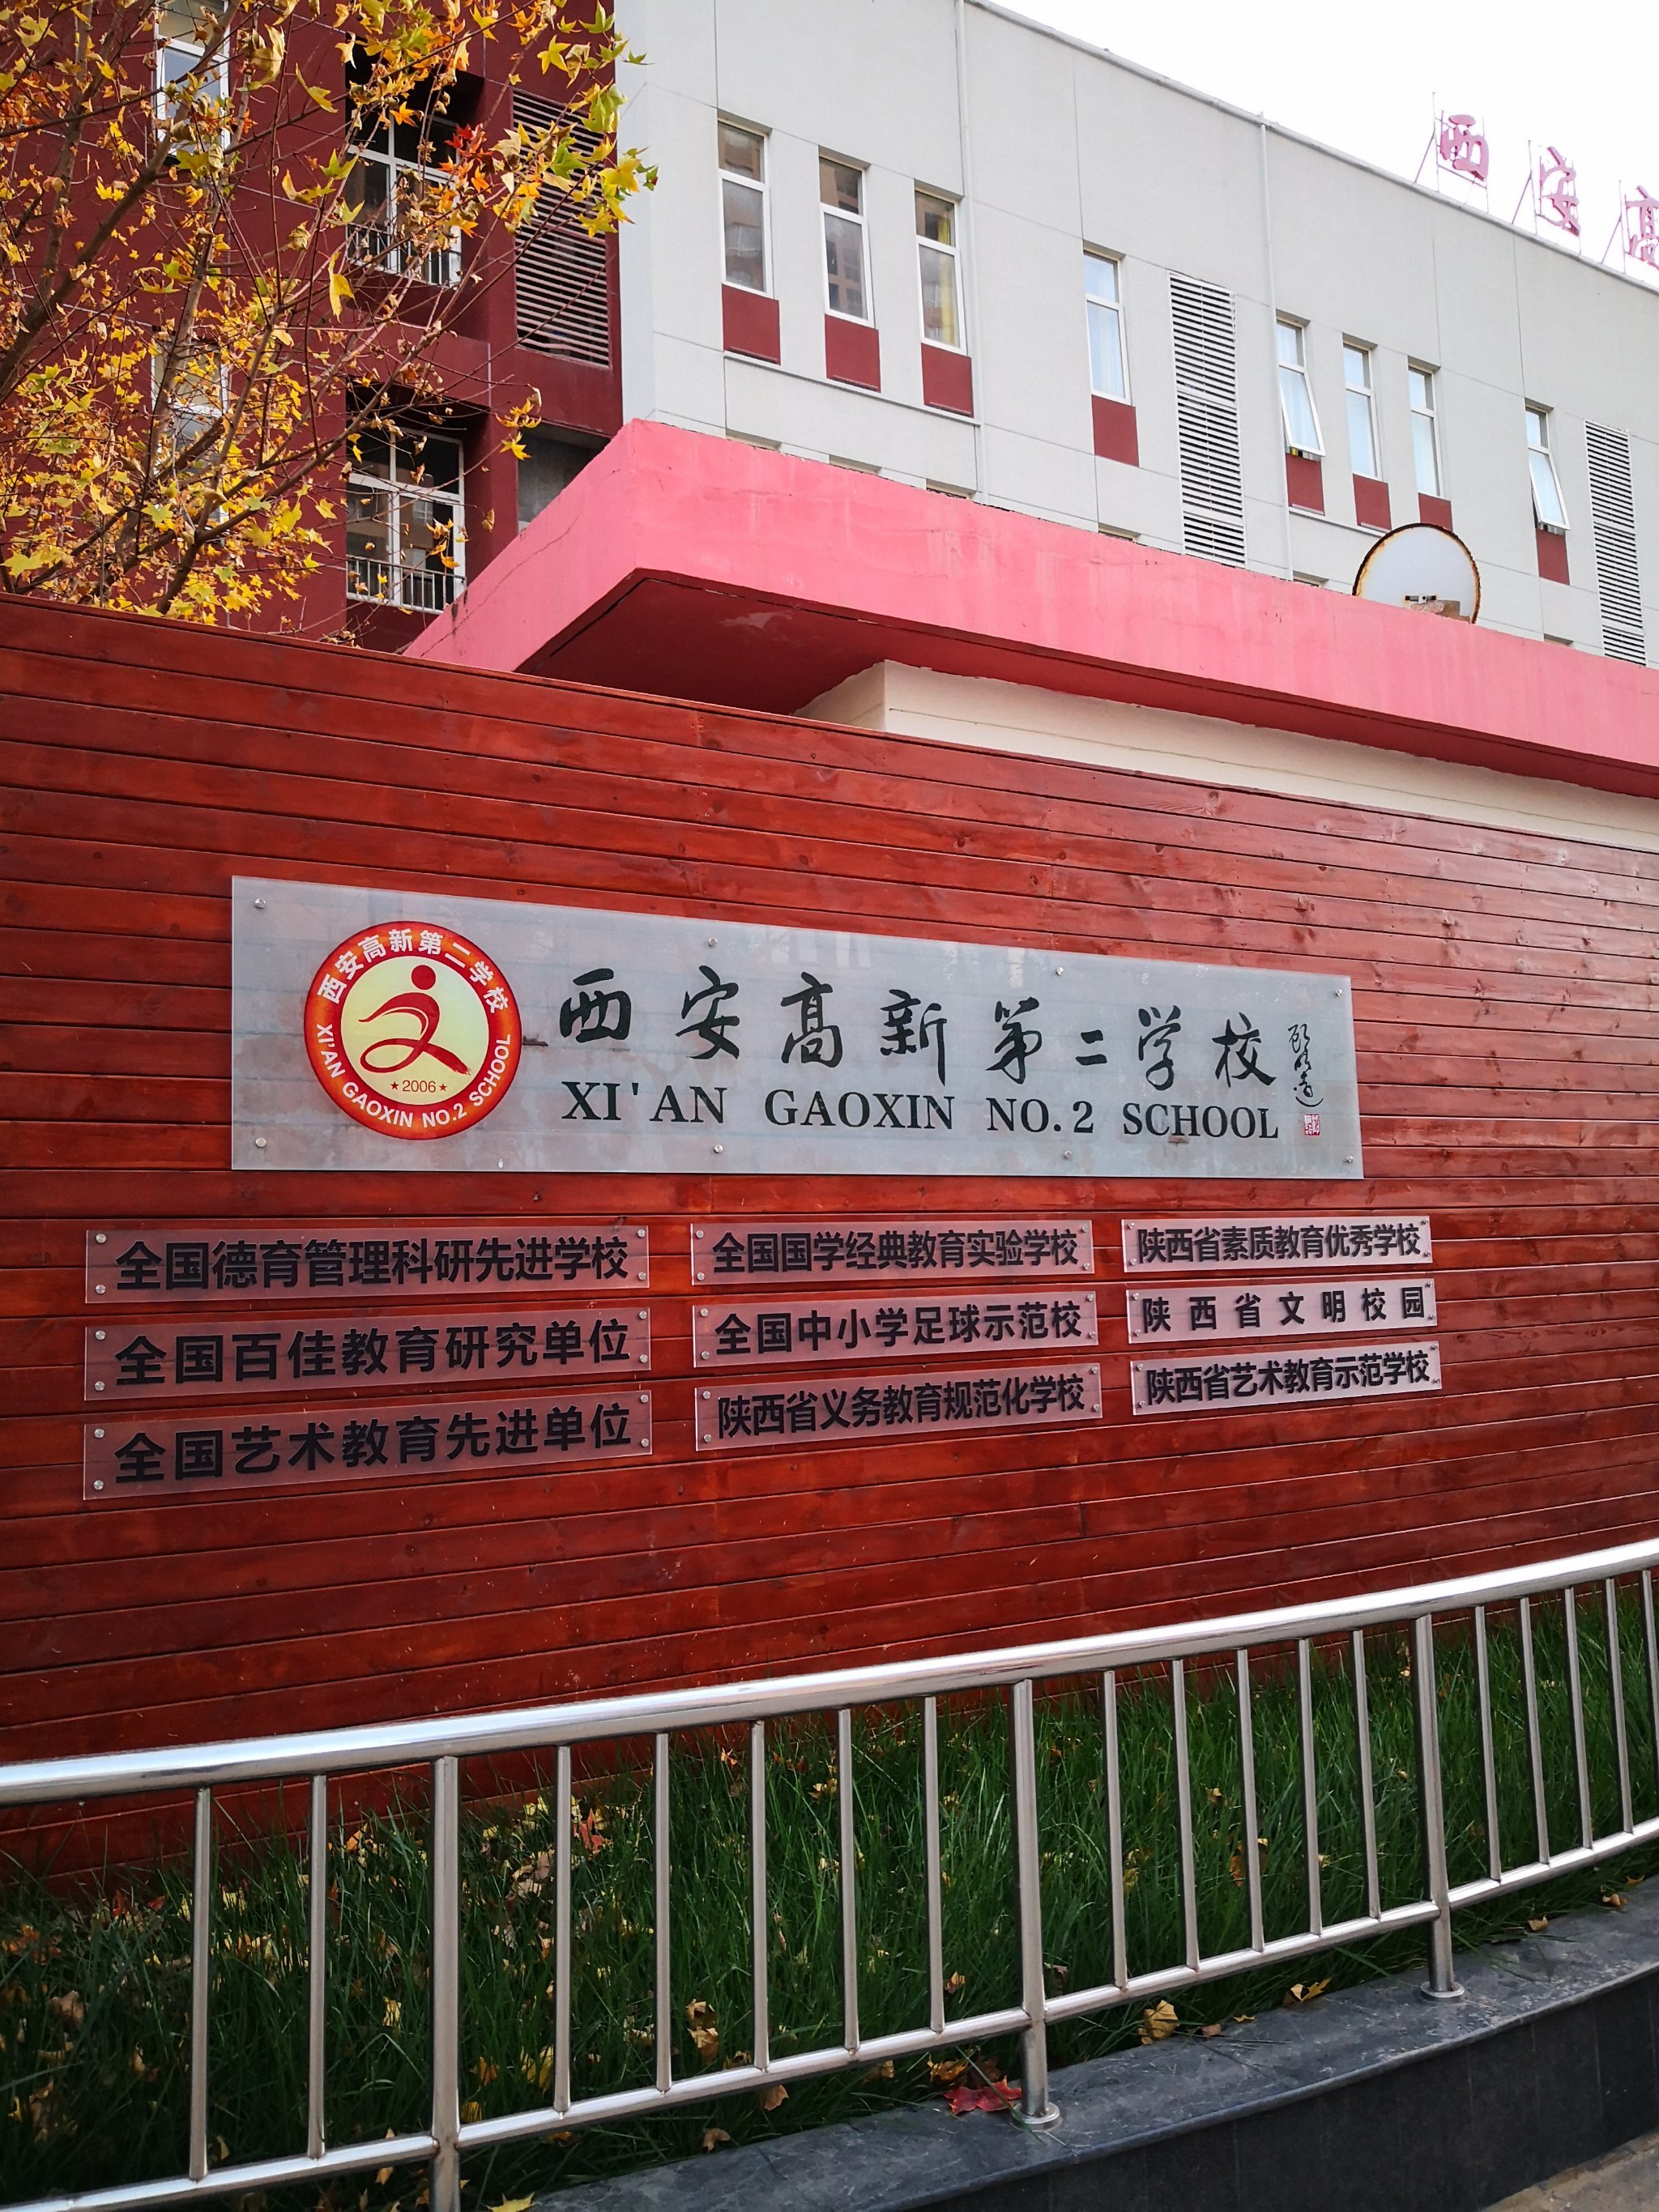 西安高
西安高新第二学校
★2006★
XI'AN GAOXIN NO.2 SCHOOL
西安高新第二学校
XI'AN GAOXIN NO.2 SCHOOL
全国德育管理科研先进学校
全国百佳教育研究单位
全国艺术教育先进单位
全国国学经典教育实验学校
全国中小学足球示范校
陕西省义务教育规范化学校
陕西省素质教育优秀学校
陕西省文明校园
陕西省艺术教育示范学校